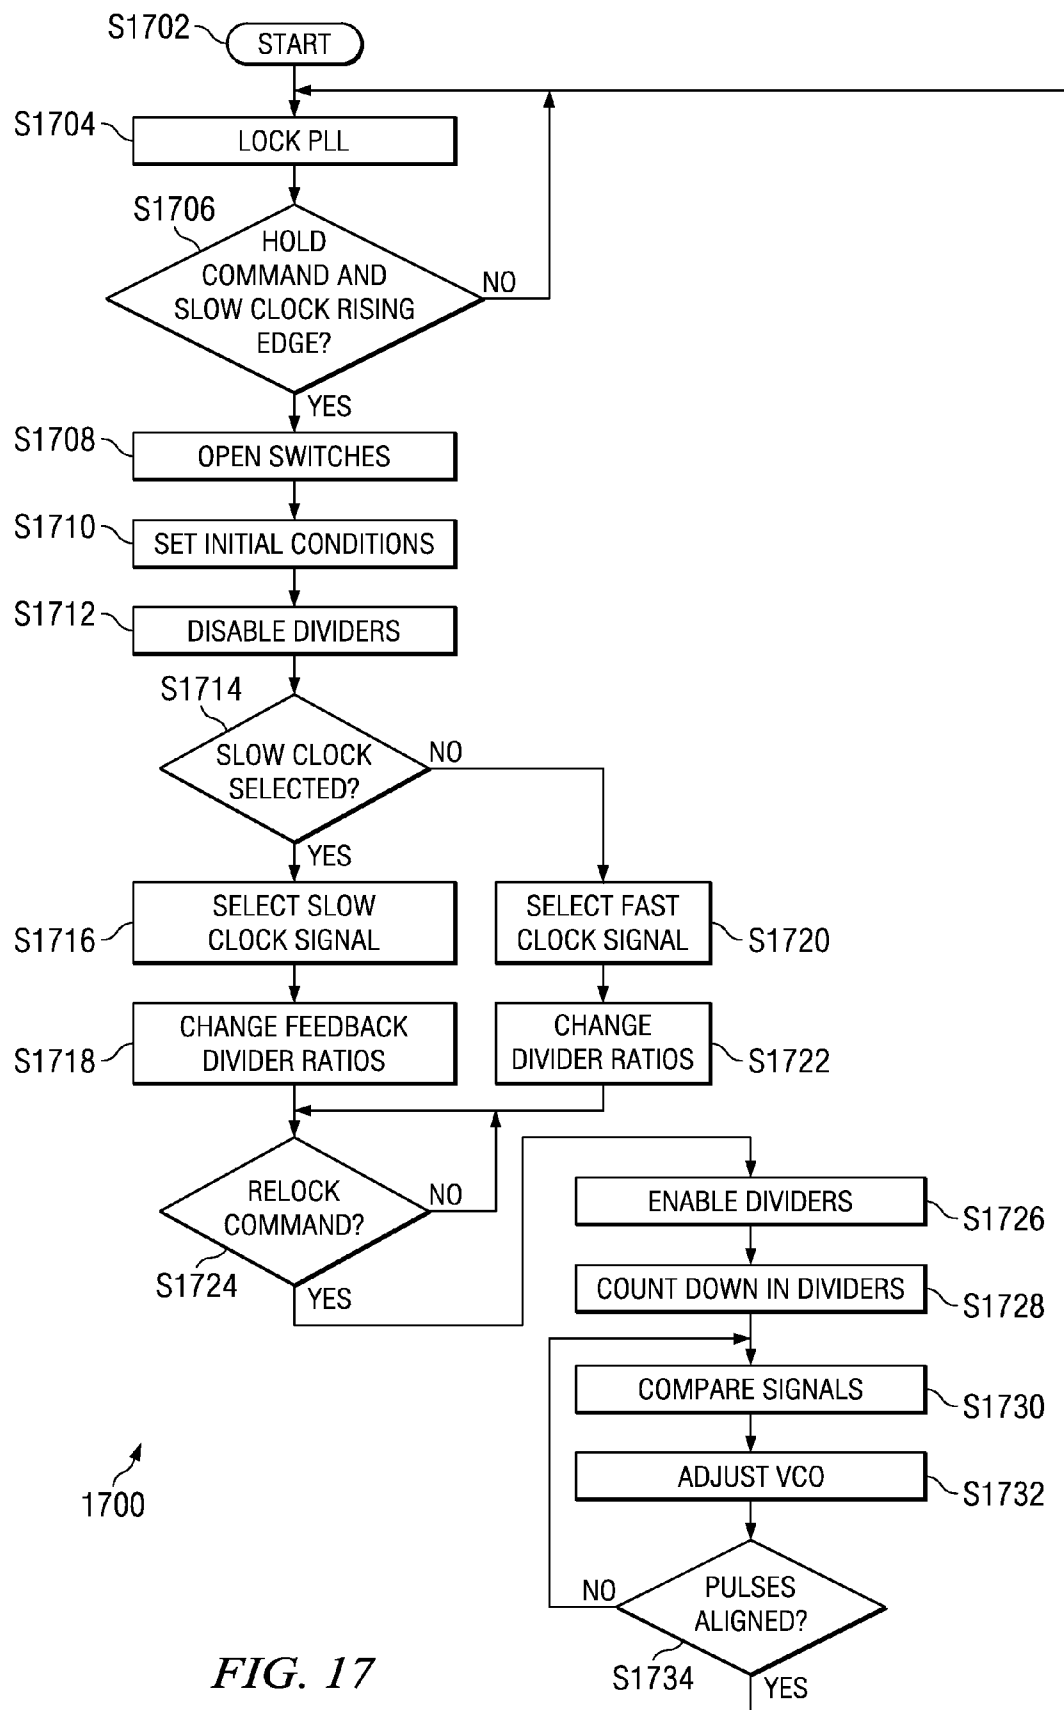 S1702
START
S1704
LOCK PLL
S1706
HOLD
COMMAND AND
SLOW CLOCK RISING
EDGE?
NO
YES
S1708
OPEN SWITCHES
S1710
SET INITIAL CONDITIONS
S1712
DISABLE DIVIDERS
S1714
SLOW CLOCK
SELECTED?
NO
YES
S1716
SELECT SLOW
CLOCK SIGNAL
SELECT FAST
CLOCK SIGNAL
S1720
S1718
CHANGE FEEDBACK
DIVIDER RATIOS
CHANGE
DIVIDER RATIOS
S1722
RELOCK
COMMAND?
NO
S1724
YES
ENABLE DIVIDERS
S1726
COUNT DOWN IN DIVIDERS
S1728
COMPARE SIGNALS
S1730
ADJUST VCO
S1732
1700
PULSES
ALIGNED?
NO
S1734
YES
FIG. 17